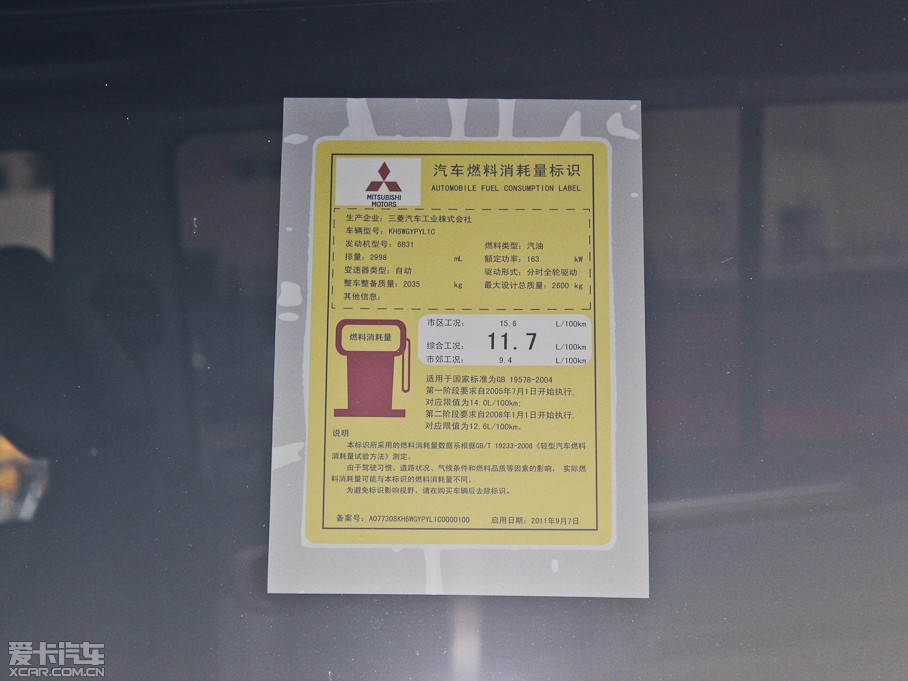 MITSUBISHI
MOTORS
汽车燃料消耗量标识
AUTOMOBILE FUEL CONSUMPTION LABEL
生产企业：三菱汽车工业株式会社
车辆型号：KH6WGYPYLIC
发动机型号：6B31 燃料类型：汽油
排量：2998 mL 额定功率：163 kW
变速器类型：自动 驱动形式：分时全轮驱动
整车整备质量：2035 kg 最大设计总质量：2600 kg
其他信息：
燃料消耗量
市区工况： 15.6 L/100km
综合工况： 11.7 L/100km
市郊工况： 9.4 L/100km
适用于国家标准为GB 19578-2004
第一阶段要求自2005年7月1日开始执行，
对应限值为14.0L/100km；
第二阶段要求自2008年1月1日开始执行，
对应限值为12.6L/100km。
说明
本标识所采用的燃料消耗量数据系根据GB/T 19233-2008《轻型汽车燃
料消耗量试验方法》测定。
由于驾驶习惯、道路状况、气候条件和燃料品质等因素的影响，实际燃
料消耗量可能与本标识的燃料消耗量不同。
为避免标识影响视野，请在购买车辆后去除标识。
备案号：A077308KH6WGYPYLIC0000100 启用日期：2011年9月7日
爱卡汽车
XCAR.COM.CN